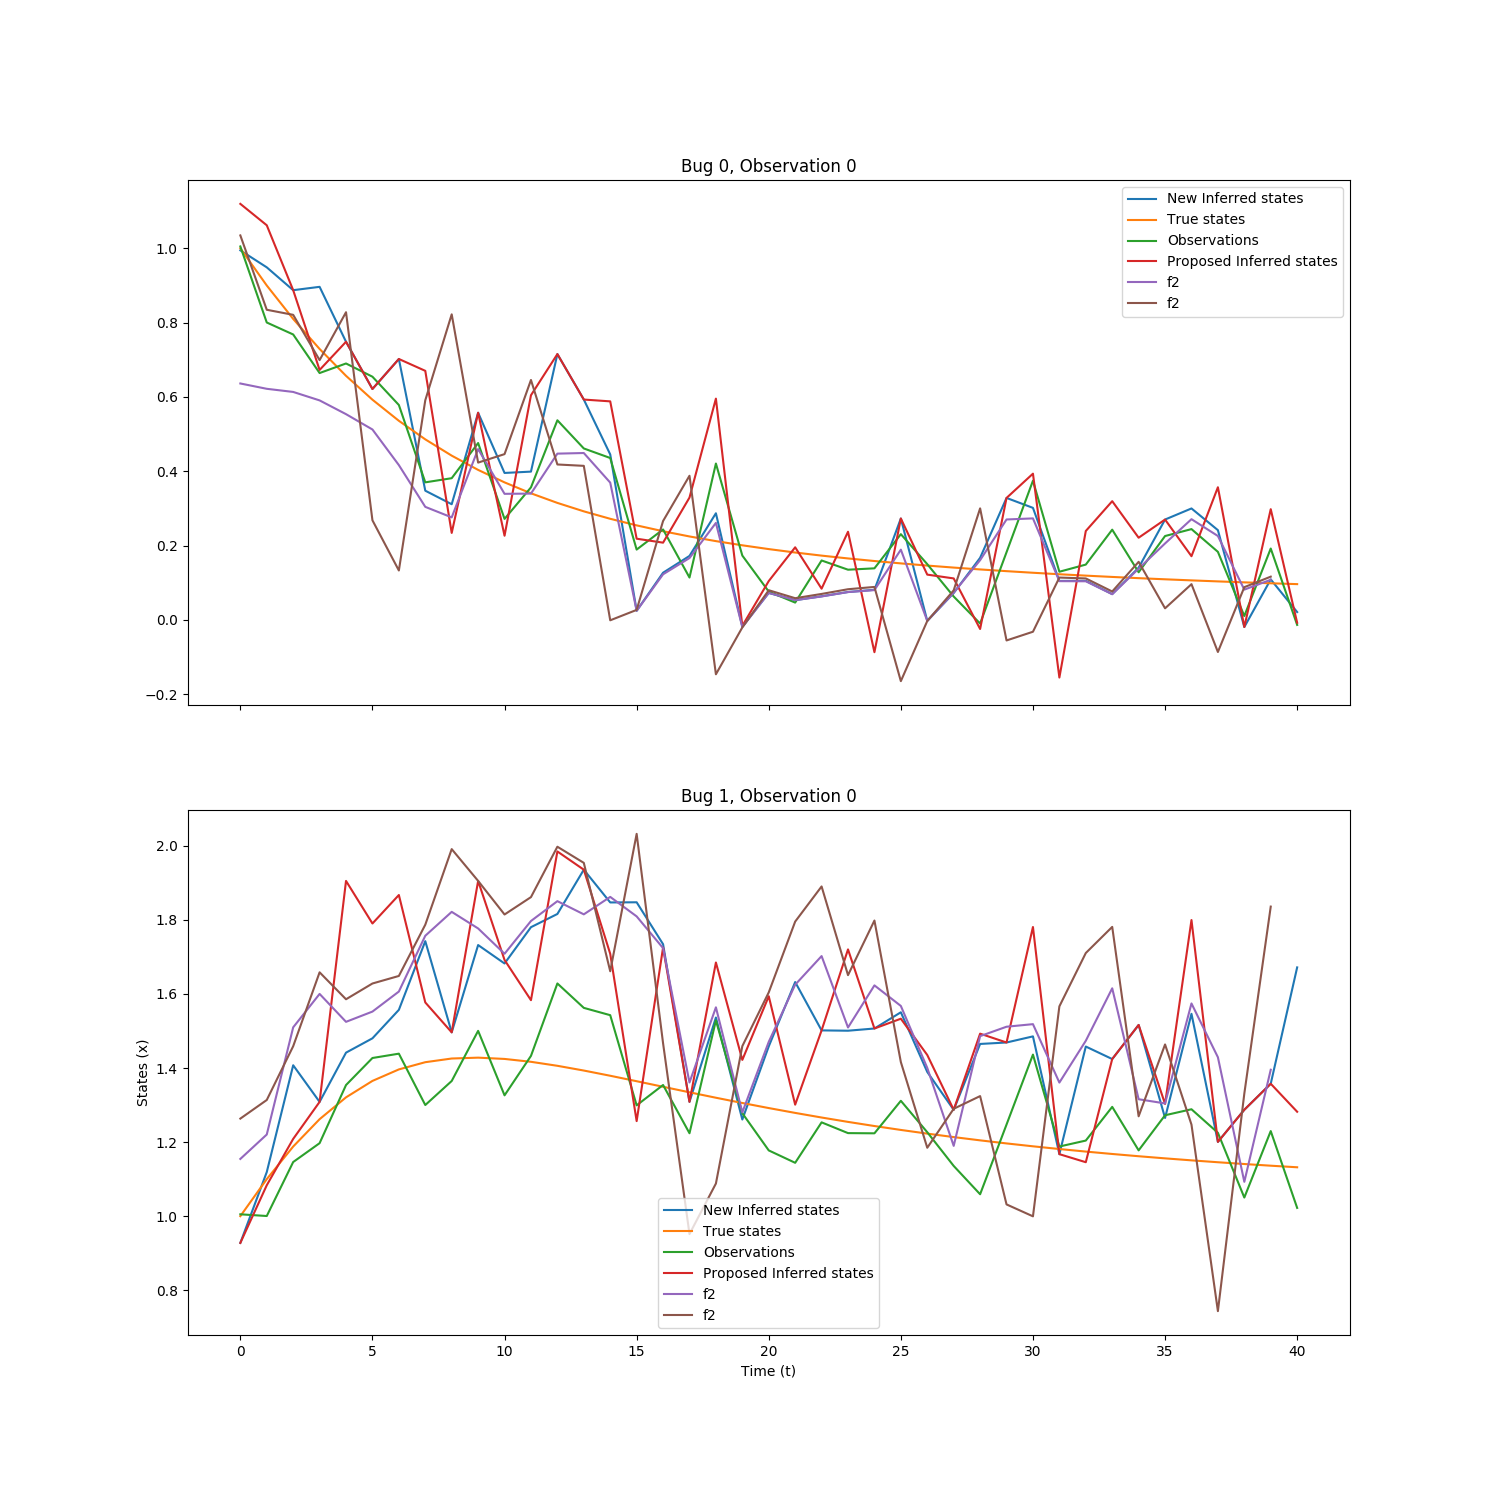 Bug 0, Observation 0
New Inferred states
True states
Observations
Proposed Inferred states
f2
f2
1.0
0.8
0.6
0.4
0.2
0.0
−0.2
Bug 1, Observation 0
2.0
1.8
1.6
1.4
1.2
1.0
0.8
States (x)
New Inferred states
True states
Observations
Proposed Inferred states
f2
f2
0 5 10 15 20 25 30 35 40
Time (t)